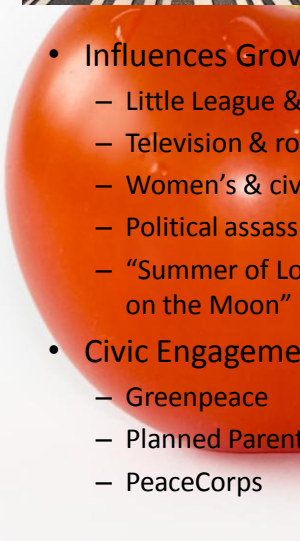 • Influences Grow
– Little League &
– Television & ro
– Women’s & civ
– Political assass
– “Summer of Lo
on the Moon”
• Civic Engageme
– Greenpeace
– Planned Parent
– PeaceCorps